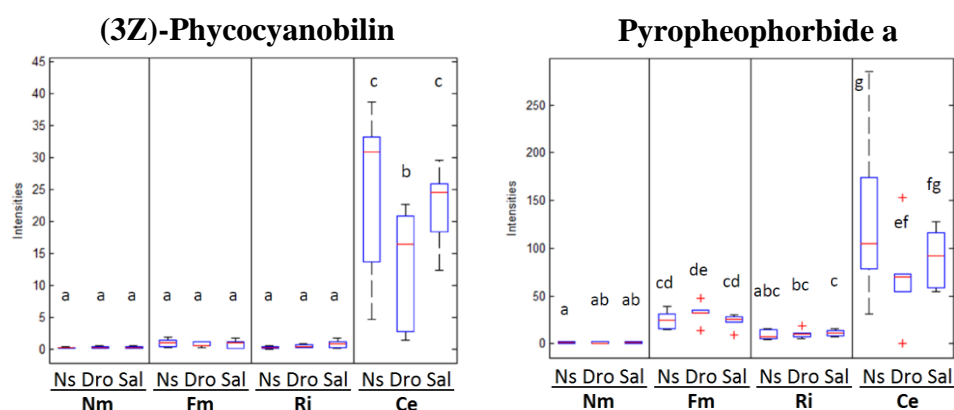 (3Z)-Phycocyanobilin
45
40
35
30
25
20
15
10
5
0
Intensities
a a a a a a a a a c b c
Ns Dro Sal Ns Dro Sal Ns Dro Sal Ns Dro Sal
Nm Fm Ri Ce
Pyropheophorbide a
250
200
150
100
50
0
Intensities
a ab ab cd de cd abc bc c g ef fg
Ns Dro Sal Ns Dro Sal Ns Dro Sal Ns Dro Sal
Nm Fm Ri Ce